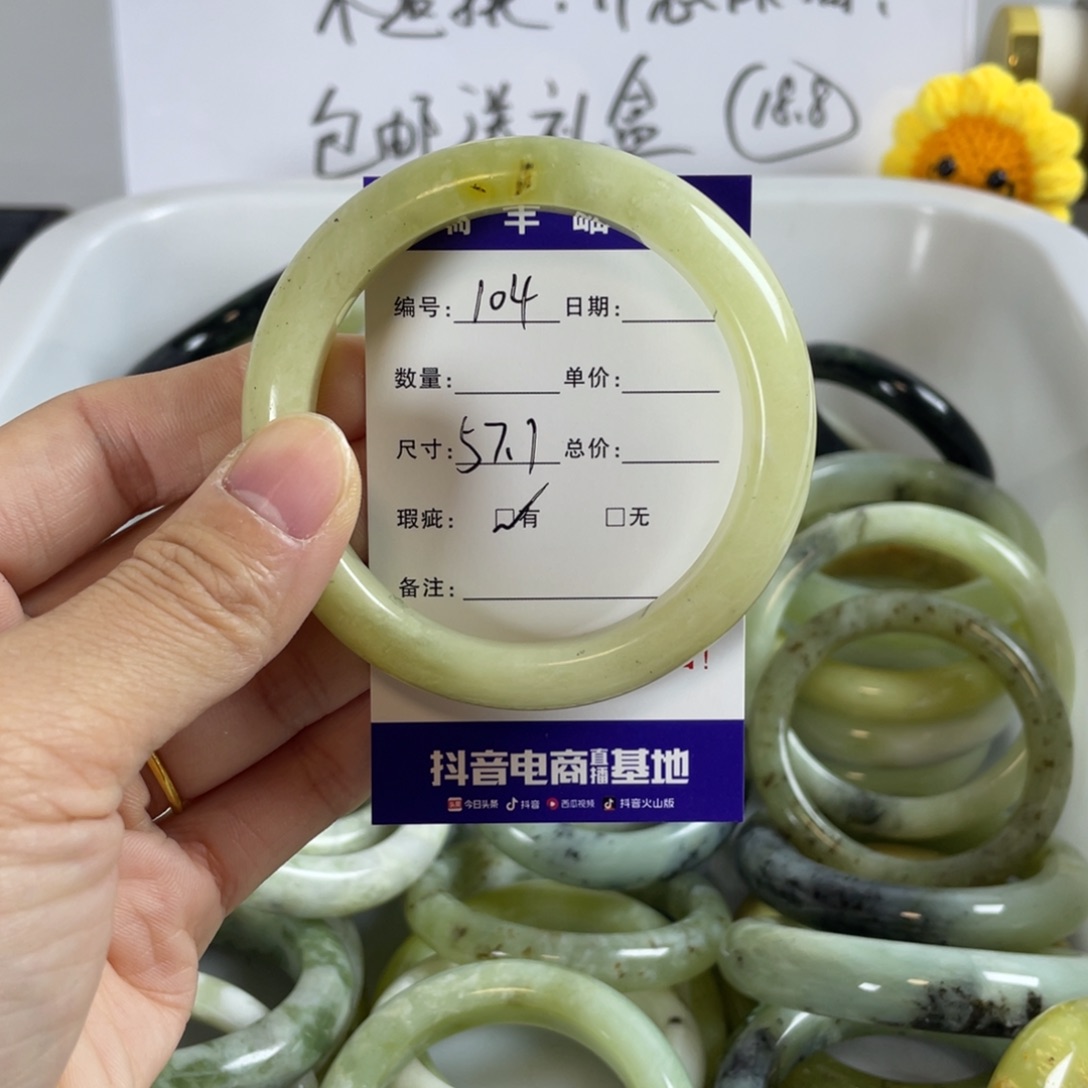 包邮送礼盒 18.8
编号: 104 日期:
数量: 单价:
尺寸: 57.1 总价:
瑕疵: ☑有 □无
备注:
!
抖音电商直播基地
今日头条 抖音 西瓜视频 抖音火山版